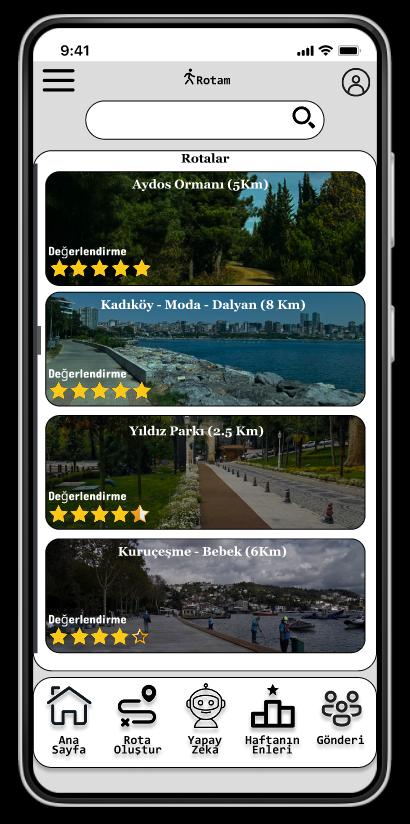 9:41
Rotam
Rotalar
Aydos Ormanı (5Km)
Değerlendirme
Kadıköy - Moda - Dalyan (8 Km)
Değerlendirme
Yıldız Parkı (2.5 Km)
Değerlendirme
Kuruçeşme - Bebek (6Km)
Değerlendirme
Ana
Sayfa
Rota
Oluştur
Yapay
Zeka
Haftanın
Enleri
Gönderi